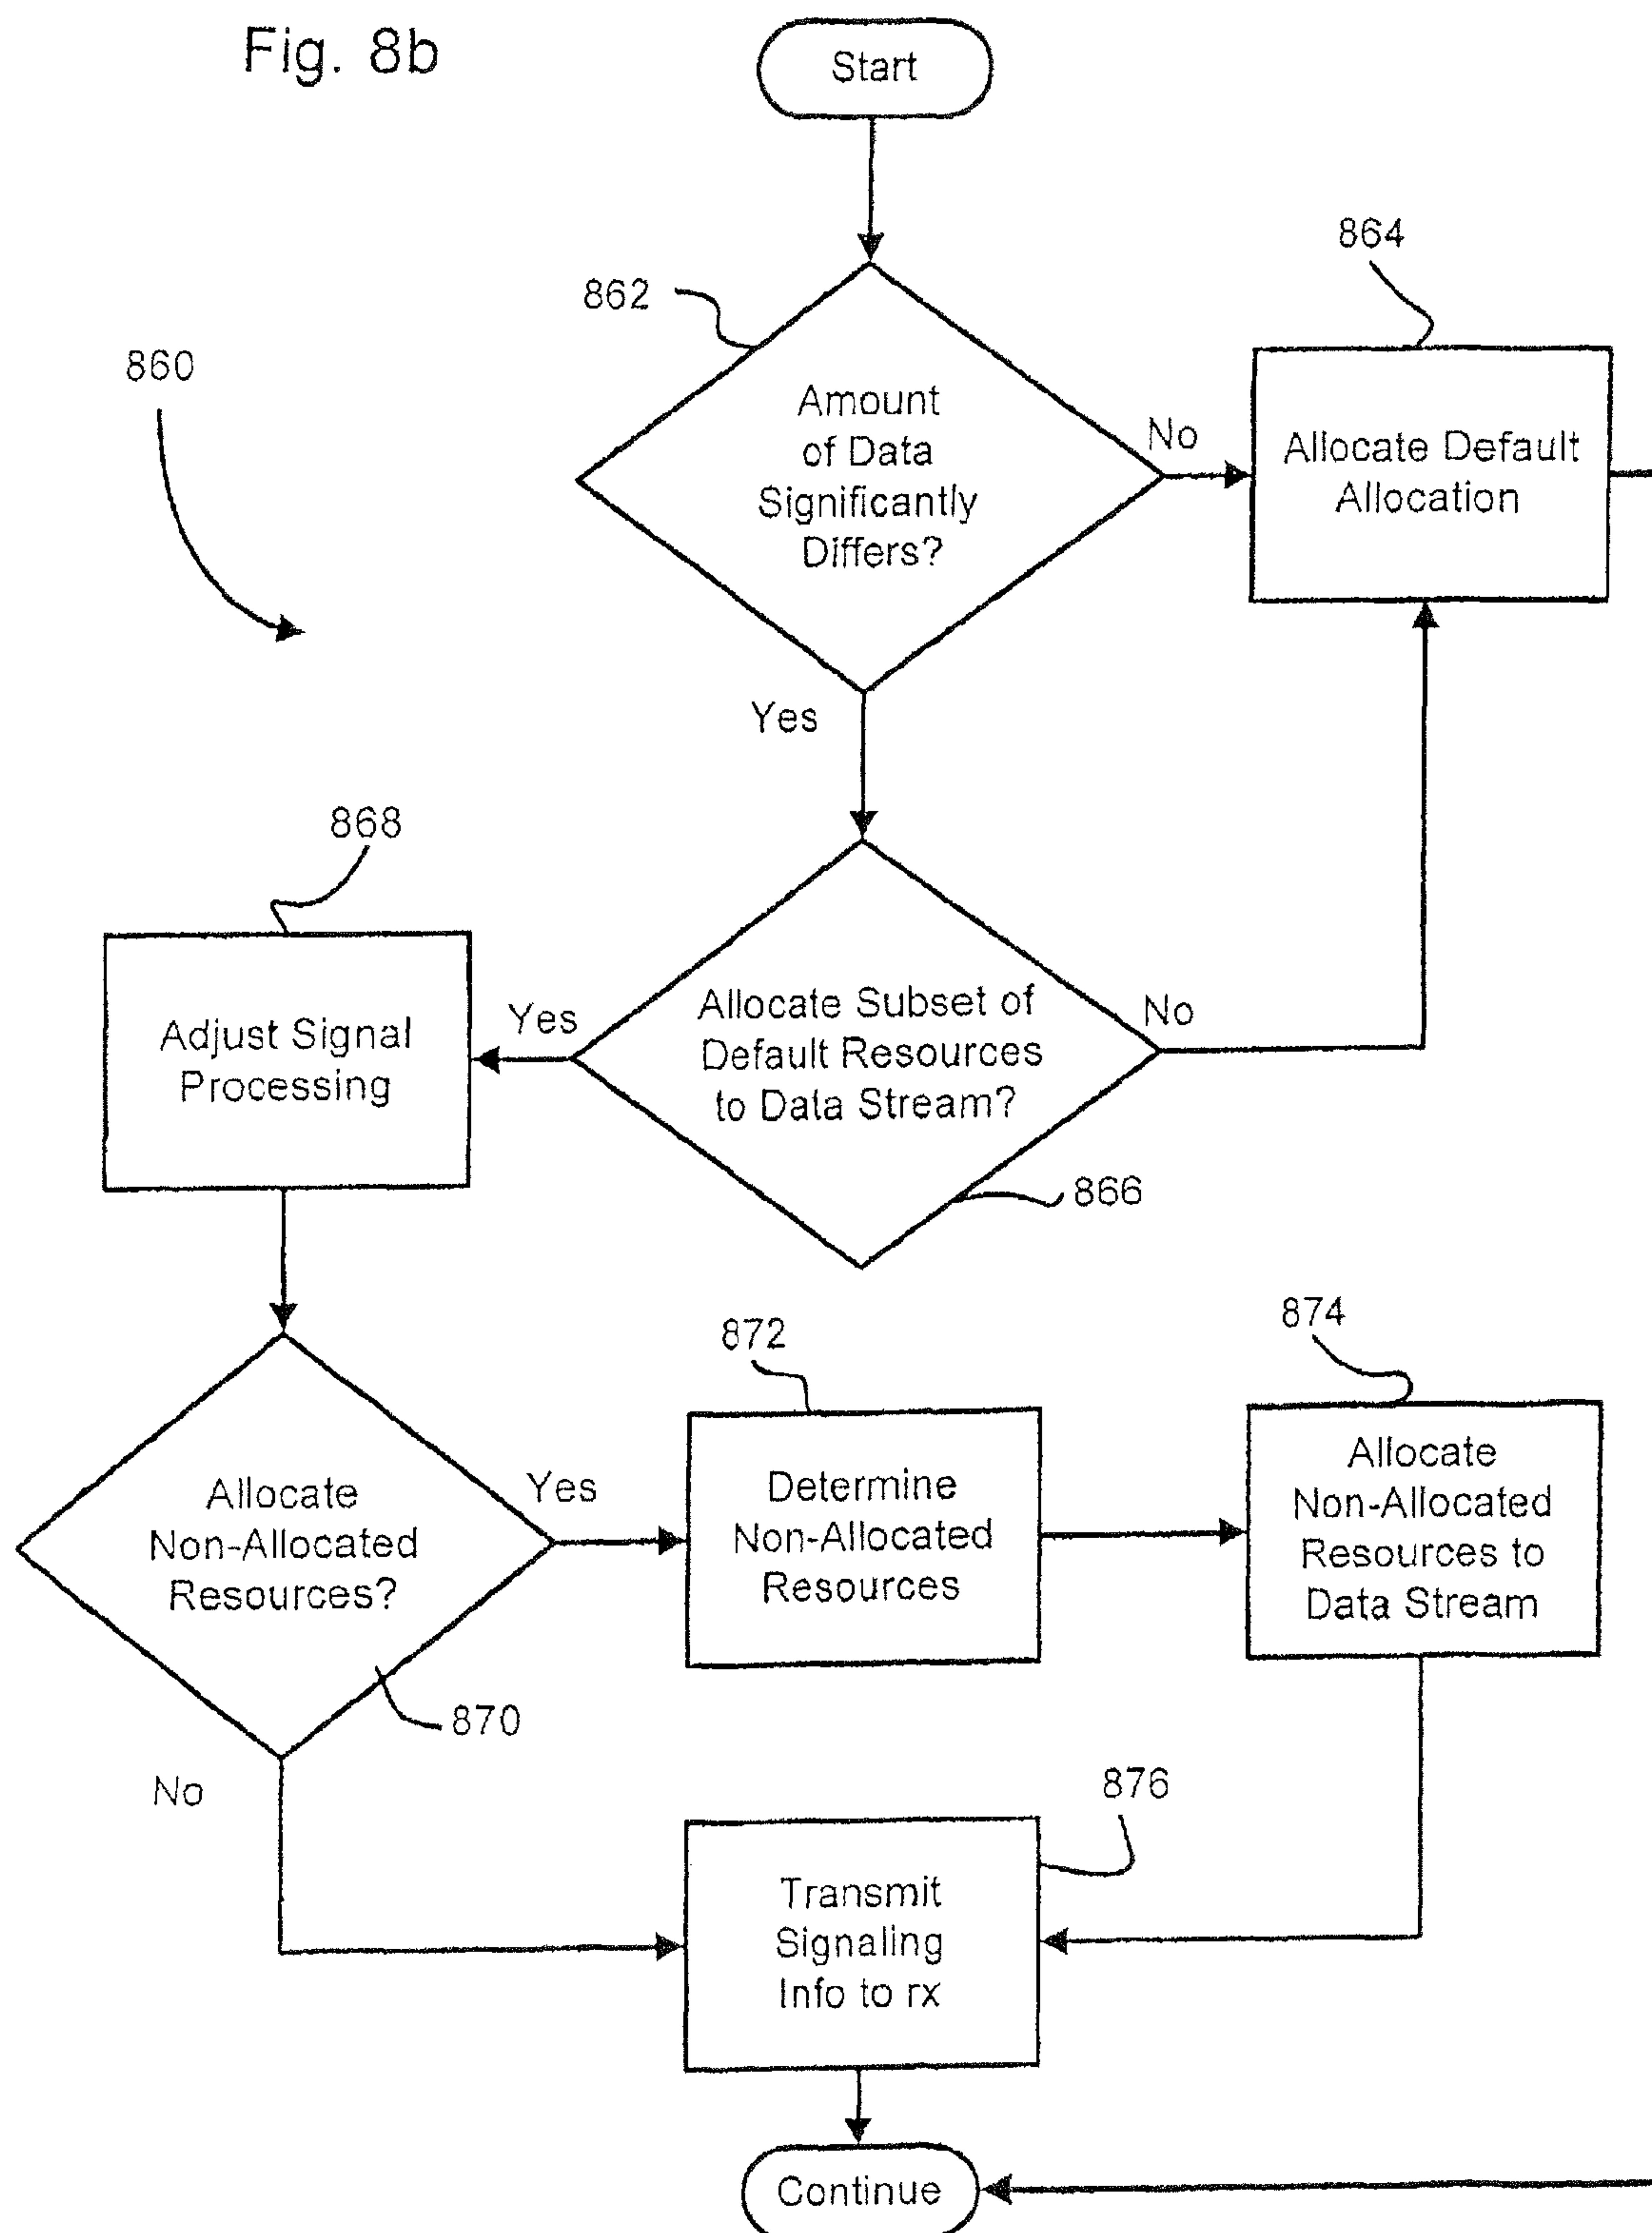 Fig. 8b
Start
864
862
860
Amount
of Data
Significantly
Differs?
No
Allocate Default
Allocation
Yes
868
Adjust Signal
Processing
Yes
Allocate Subset of
Default Resources
to Data Stream?
No
866
872
874
Allocate
Non-Allocated
Resources?
Yes
Determine
Non-Allocated
Resources
Allocate
Non-Allocated
Resources to
Data Stream
870
No
876
Transmit
Signaling
Info to rx
Continue